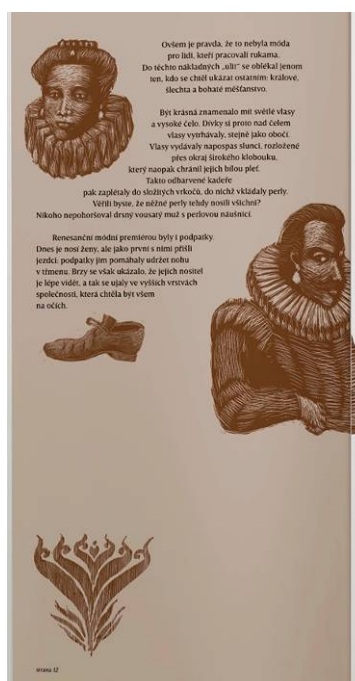 Ovšem je pravda, že to nebyla móda
pro lidi, kteří pracovali rukama.
Do těchto nákladných „ulit“ se oblékal jenom
ten, kdo se chtěl ukázat ostatním: králové,
šlechta a bohaté měšťanstvo.
Být krásná znamenalo mít světlé vlasy
a vysoké čelo. Dívky si proto nad čelem
vlasy vytrhávaly, stejně jako obočí.
Vlasy vydávaly napospas slunci, rozložené
přes okraj širokého klobouku,
který naopak chránil jejich bílou pleť.
Takto odbarvené kadeře
pak zaplétaly do složitých vrkočů, do nichž vkládaly perly.
Věřili byste, že něžné perly tehdy nosili všichni?
Nikoho nepohoršoval drsný vousatý muž s perlovou náušnicí.
Renesanční módní premiérou byly i podpatky.
Dnes je nosí ženy, ale jako první s nimi přišli
jezdci: podpatky jim pomáhaly udržet nohu
v třmenu. Brzy se však ukázalo, že jejich nositel
je lépe vidět, a tak se ujaly ve vyšších vrstvách
společnosti, která chtěla být všem
na očích.
strana 12